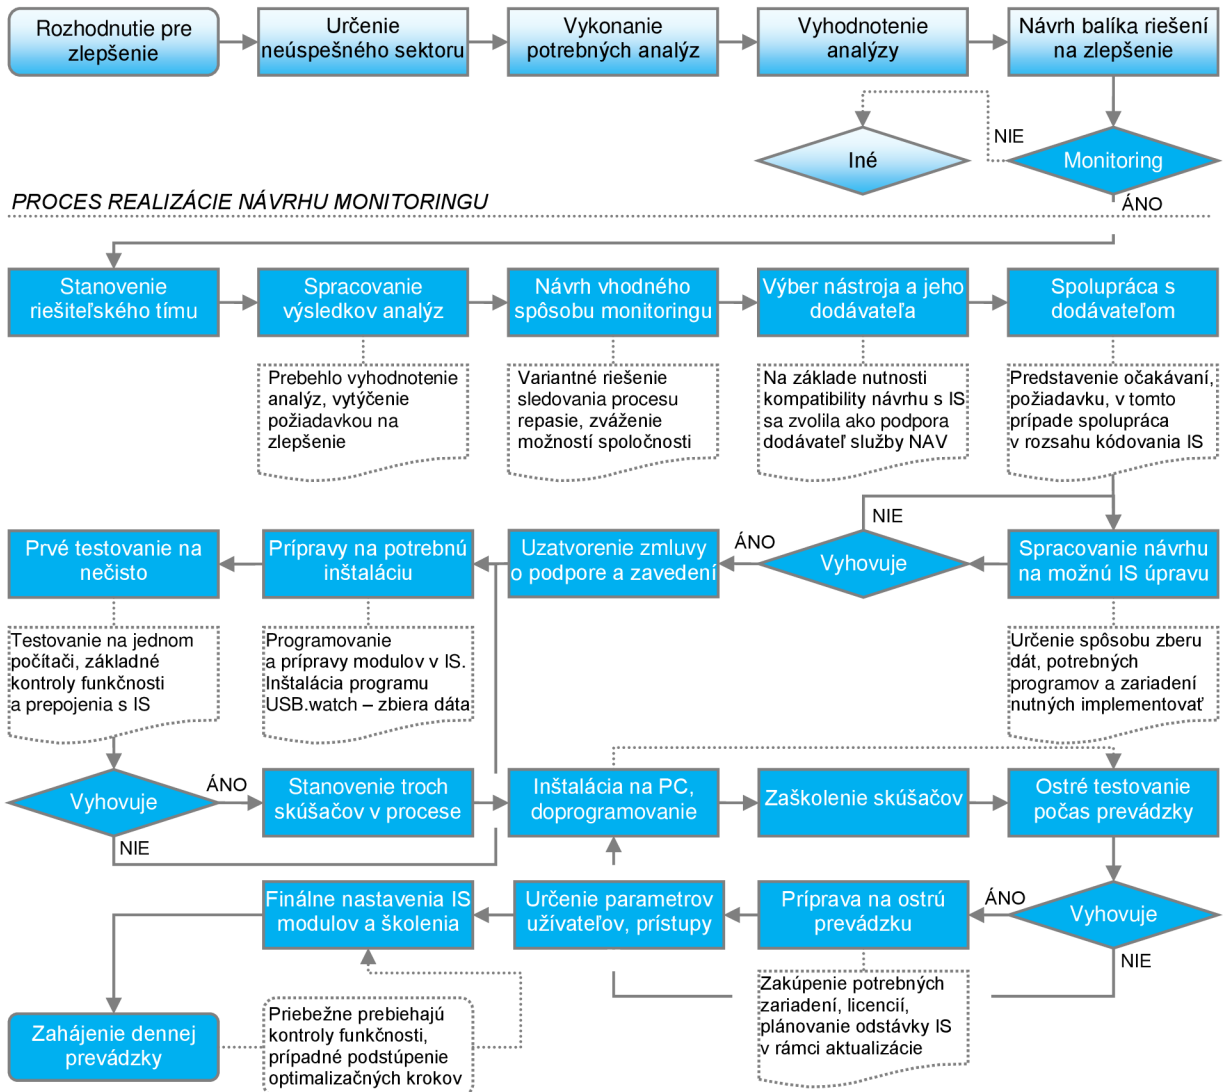 Rozhodnutie pre
zlepšenie
Určenie
neúspešného sektoru
Vykonanie
potrebných analýz
Vyhodnotenie
analýzy
Návrh balíka riešení
na zlepšenie
NIE
Iné
Monitoring
PROCES REALIZÁCIE NÁVRHU MONITORINGU
ÁNO
Stanovenie
riešiteľského tímu
Spracovanie
výsledkov analýz
Návrh vhodného
spôsobu monitoringu
Výber nástroja a jeho
dodávateľa
Spolupráca s
dodávateľom
Prebehlo vyhodnotenie
analýz, vytýčenie
požiadavkou na
zlepšenie
Variantné riešenie
sledovania procesu
repasie, zváženie
možností spoločnosti
Na základe nutnosti
kompatibility návrhu s IS
sa zvolila ako podpora
dodávateľ služby NAV
Predstavenie očakávaní,
požiadavku, v tomto
prípade spolupráca
v rozsahu kódovania IS
NIE
Prvé testovanie na
nečisto
Prípravy na potrebnú
inštaláciu
Uzatvorenie zmluvy
o podpore a zavedení
ÁNO
Vyhovuje
Spracovanie návrhu
na možnú IS úpravu
Testovanie na jednom
počítači, základné
kontroly funkčnosti
a prepojenia s IS
Programovanie
a prípravy modulov v IS.
Inštalácia programu
USB.watch – zbiera dáta
Určenie spôsobu zberu
dát, potrebných
programov a zariadení
nutných implementovať
Vyhovuje
ÁNO
Stanovenie troch
skúšačov v procese
Inštalácia na PC,
doprogramovanie
Zaškolenie skúšačov
Ostré testovanie
počas prevádzky
NIE
Finálne nastavenia IS
modulov a školenia
Určenie parametrov
užívateľov, prístupy
Príprava na ostrú
prevádzku
ÁNO
Vyhovuje
NIE
Zahájenie dennej
prevádzky
Priebežne prebiehajú
kontroly funkčnosti,
prípadné podstúpenie
optimalizačných krokov
Zakúpenie potrebných
zariadení, licencií,
plánovanie odstávky IS
v rámci aktualizácie